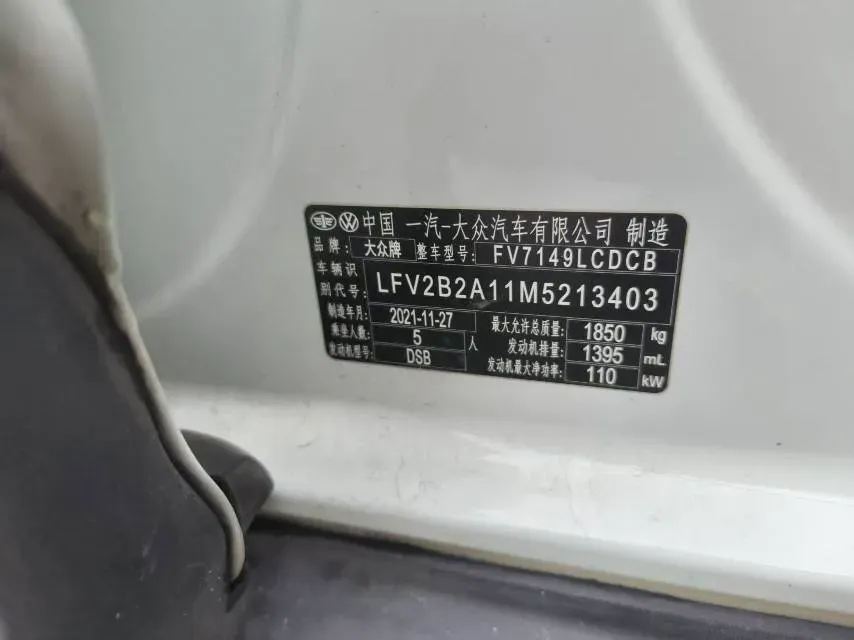 中国 一汽-大众汽车有限公司 制造
品牌: 大众牌 整车型号: FV7149LCDCB
车辆识别代号: LFV2B2A11M5213403
制造年月: 2021-11-27 最大允许总质量: 1850 kg
乘坐人数: 5 人 发动机排量: 1395 mL
发动机型号: DSB 发动机最大净功率: 110 kW